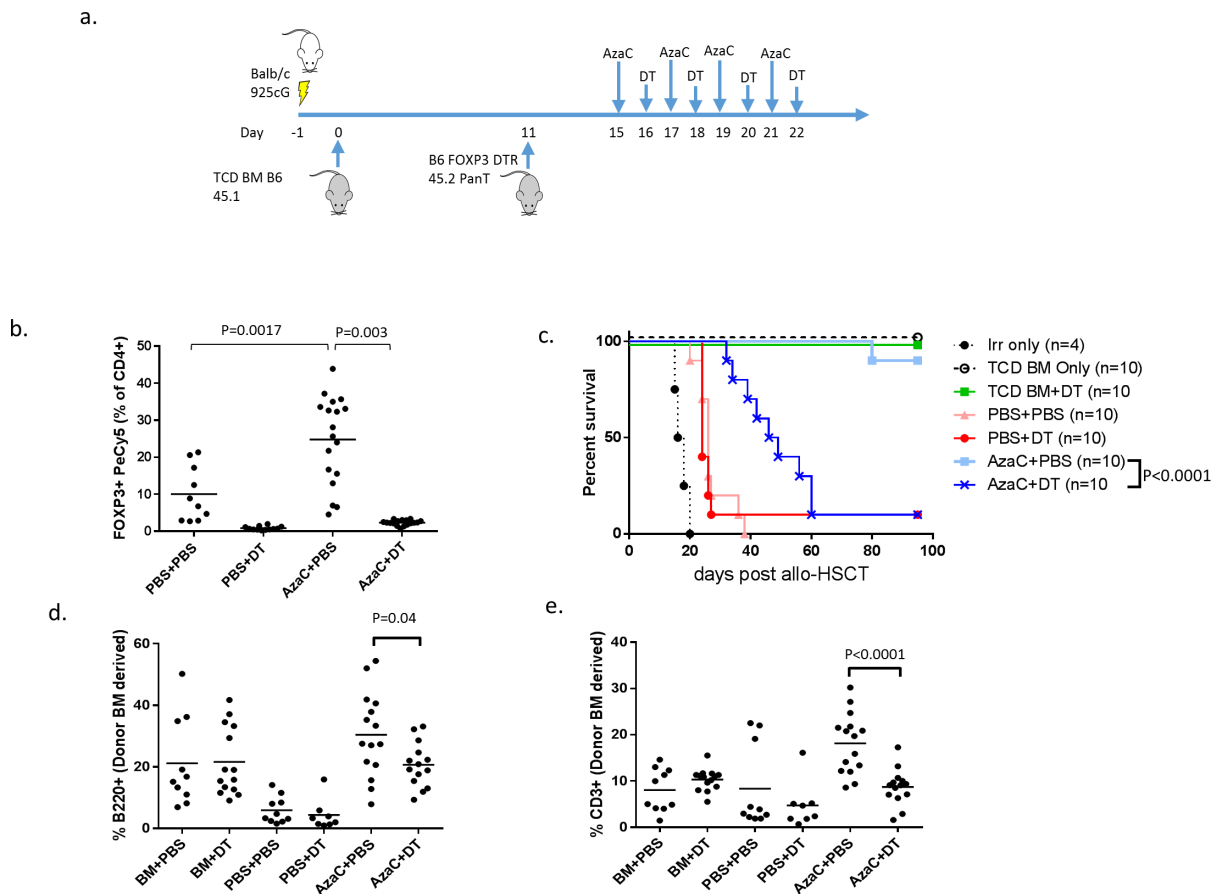 a.
AzaC AzaC AzaC AzaC
DT DT DT DT
Balb/c
925cG
Day -1 0 11 15 16 17 18 19 20 21 22
TCD BM B6
45.1
B6 FOXP3 DTR
45.2 PanT
b.
P=0.0017 P=0.003
FOXP3+ PeCy5 (% of CD4+)
50
40
30
20
10
0
PBS+PBS PBS+DT AzaC+PBS AzaC+DT
c.
Percent survival
100
50
0
0 20 40 60 80 100
days post allo-HSCT
Irr only (n=4)
TCD BM Only (n=10)
TCD BM+DT (n=10
PBS+PBS (n=10)
PBS+DT (n=10)
AzaC+PBS (n=10)
AzaC+DT (n=10
P<0.0001
d.
P=0.04
% B220+ (Donor BM derived)
60
40
20
0
BM+PBS BM+DT PBS+PBS PBS+DT AzaC+PBS AzaC+DT
e.
P<0.0001
% CD3+ (Donor BM derived)
40
30
20
10
0
BM+PBS BM+DT PBS+PBS PBS+DT AzaC+PBS AzaC+DT